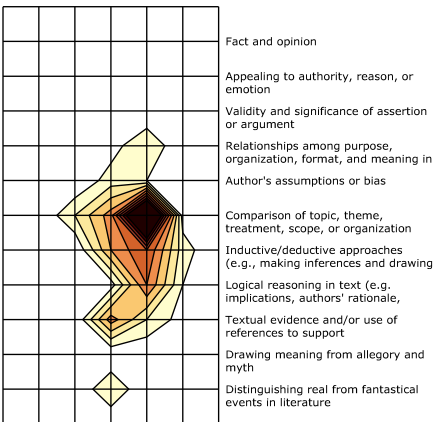 Fact and opinion
Appealing to authority, reason, or
emotion
Validity and significance of assertion
or argument
Relationships among purpose,
organization, format, and meaning in
Author's assumptions or bias
Comparison of topic, theme,
treatment, scope, or organization
Inductive/deductive approaches
(e.g., making inferences and drawing
Logical reasoning in text (e.g.
implications, authors' rationale,
Textual evidence and/or use of
references to support
Drawing meaning from allegory and
myth
Distinguishing real from fantastical
events in literature